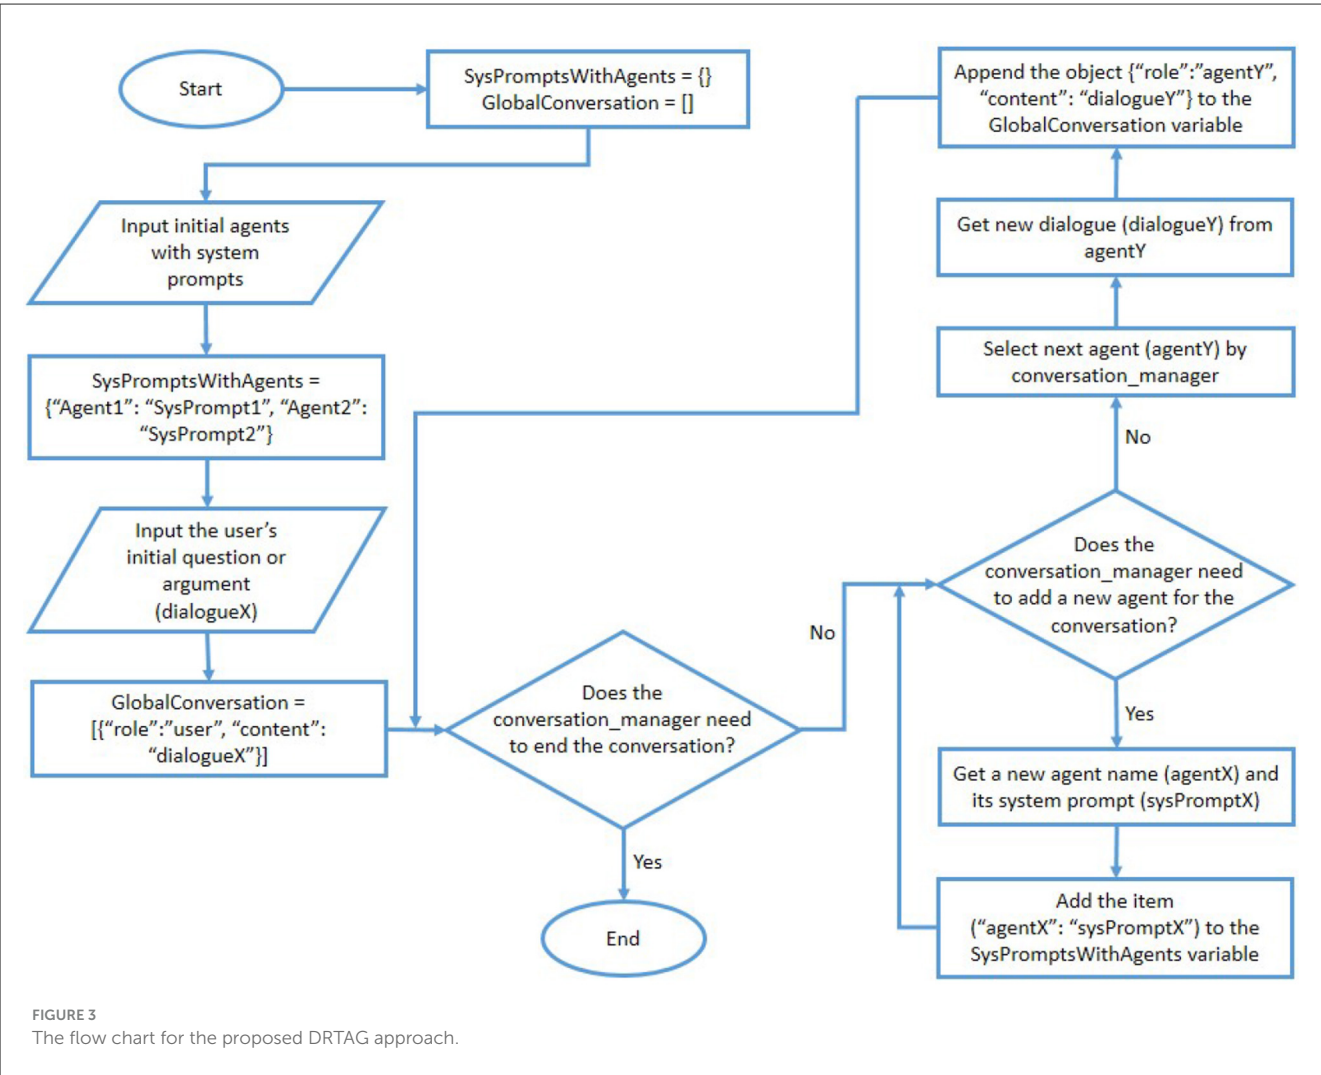 Start
SysPromptsWithAgents = {}
GlobalConversation = []
Input initial agents
with system
prompts
SysPromptsWithAgents =
{“Agent1”: “SysPrompt1”, “Agent2”:
“SysPrompt2”}
Input the user’s
initial question or
argument
(dialogueX)
GlobalConversation =
[{“role”:”user”, “content”:
“dialogueX”}]
Does the
conversation_manager need
to end the conversation?
Yes
End
No
Does the
conversation_manager need
to add a new agent for the
conversation?
Yes
Get a new agent name (agentX) and
its system prompt (sysPromptX)
Add the item
(“agentX”: “sysPromptX”) to the
SysPromptsWithAgents variable
No
Select next agent (agentY) by
conversation_manager
Get new dialogue (dialogueY) from
agentY
Append the object {“role”:”agentY”,
“content”: “dialogueY”} to the
GlobalConversation variable
FIGURE 3
The flow chart for the proposed DRTAG approach.